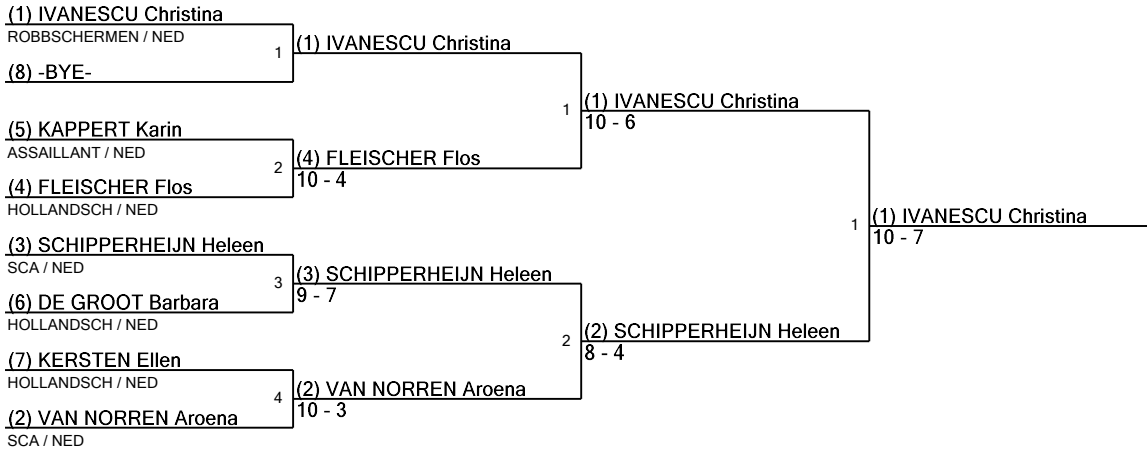 (1) IVANESCU Christina
ROBBSCHERMEN / NED
(8) -BYE-
(5) KAPPERT Karin
ASSAILLANT / NED
(4) FLEISCHER Flos
HOLLANDSCH / NED
(3) SCHIPPERHEIJN Heleen
SCA / NED
(6) DE GROOT Barbara
HOLLANDSCH / NED
(7) KERSTEN Ellen
HOLLANDSCH / NED
(2) VAN NORREN Aroena
SCA / NED
1
(1) IVANESCU Christina
2
(4) FLEISCHER Flos
10 - 4
3
(3) SCHIPPERHEIJN Heleen
9 - 7
4
(2) VAN NORREN Aroena
10 - 3
1
(1) IVANESCU Christina
10 - 6
2
(2) SCHIPPERHEIJN Heleen
8 - 4
1
(1) IVANESCU Christina
10 - 7